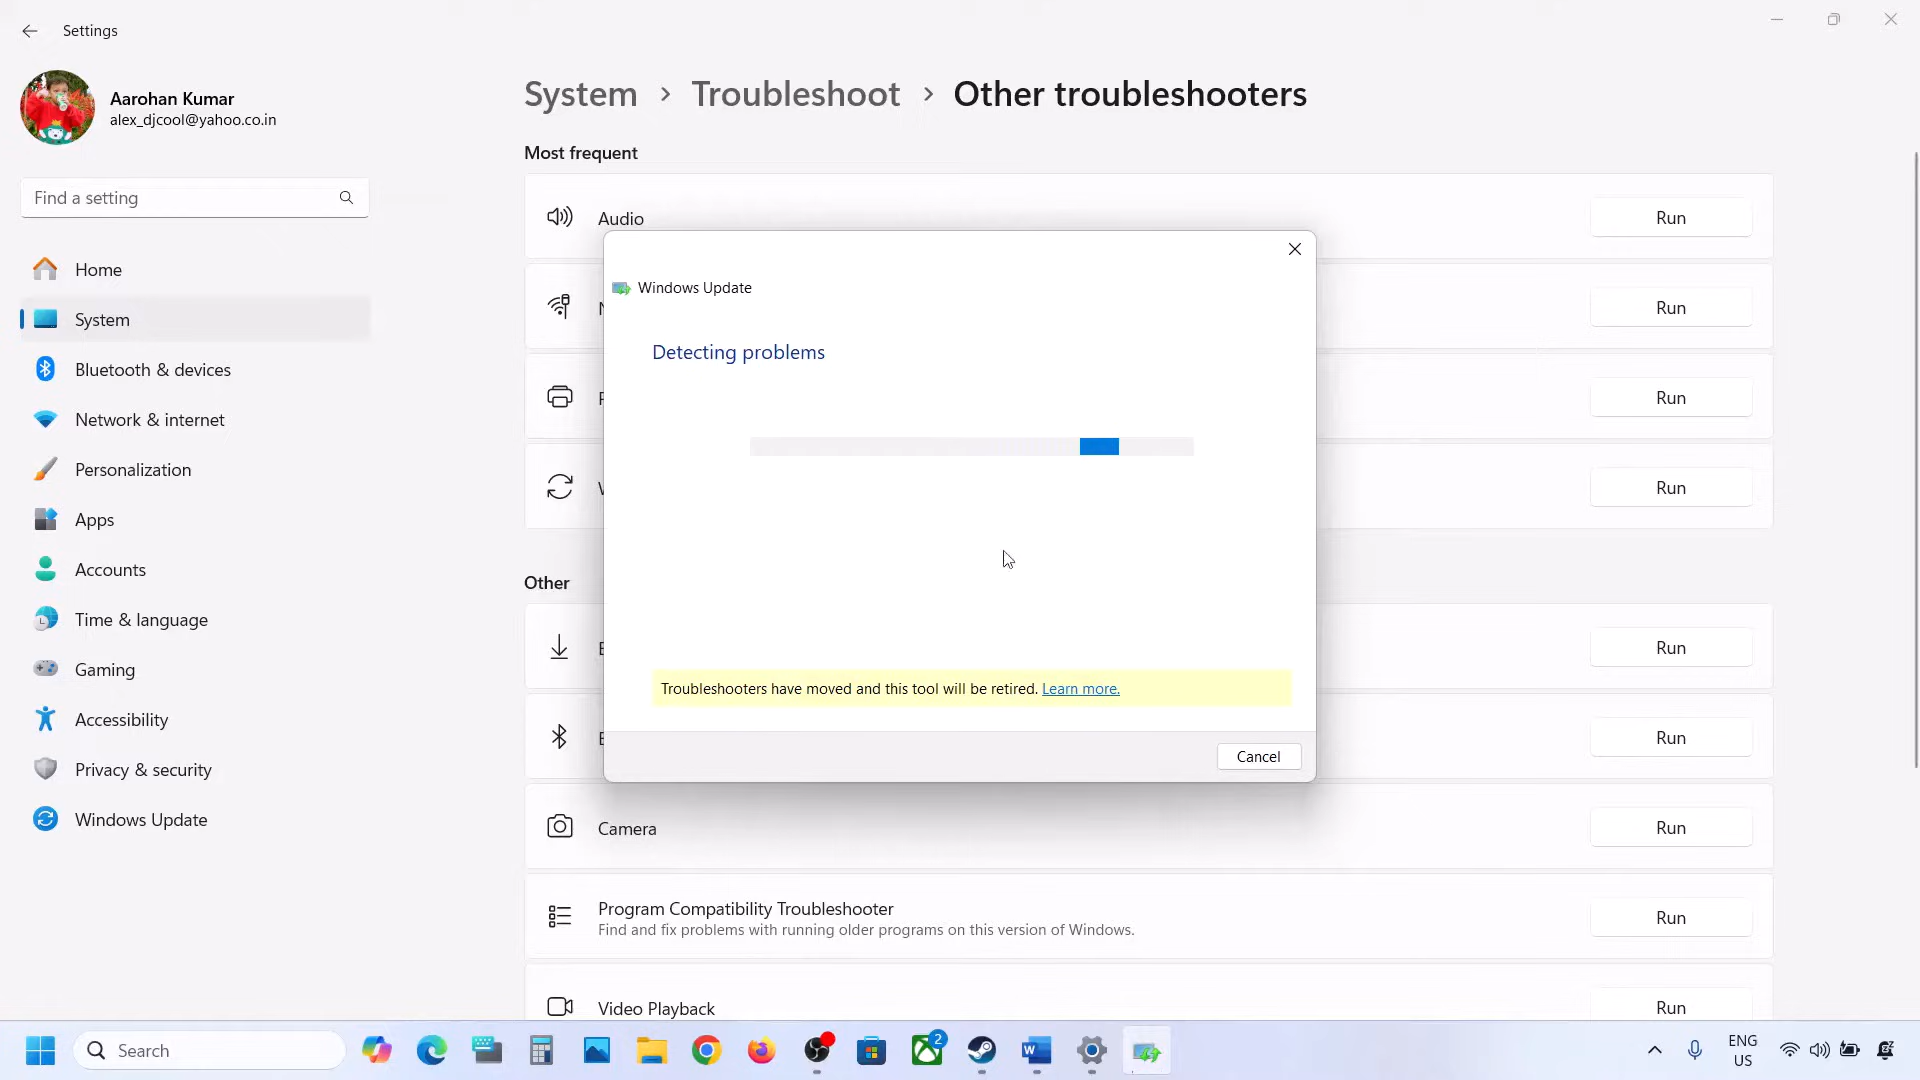 Settings
Aarohan Kumar
alex_djcool@yahoo.co.in
Find a setting
Home
System
Bluetooth & devices
Network & internet
Personalization
Apps
Accounts
Time & language
Gaming
Accessibility
Privacy & security
Windows Update
System > Troubleshoot > Other troubleshooters
Most frequent
Audio
Run
Run
Run
Run
Windows Update
Detecting problems
Troubleshooters have moved and this tool will be retired. Learn more.
Cancel
Other
Run
Run
Camera
Run
Program Compatibility Troubleshooter
Find and fix problems with running older programs on this version of Windows.
Run
Video Playback
Run
Search
2
ENG
US